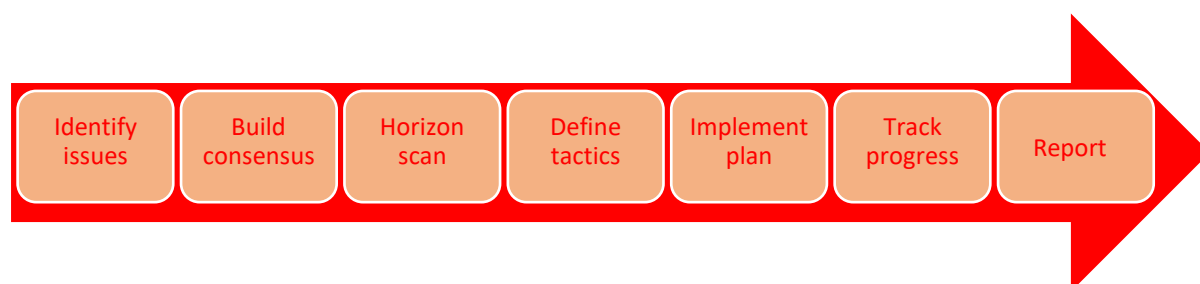 Identify
issues
Build
consensus
Horizon
scan
Define
tactics
Implement
plan
Track
progress
Report